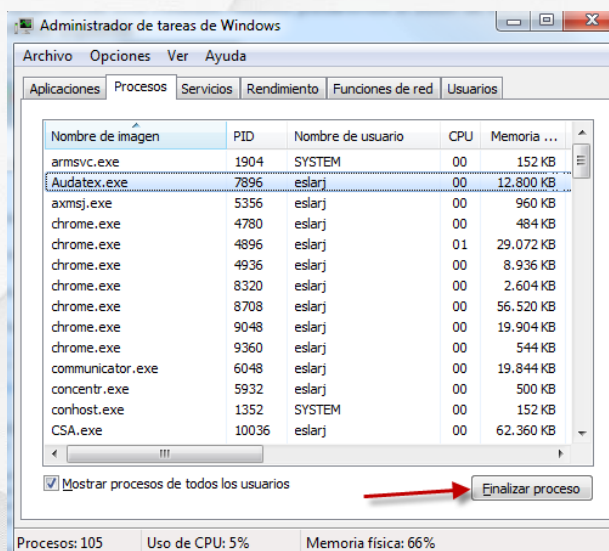 Administrador de tareas de Windows
Archivo Opciones Ver Ayuda
Aplicaciones Procesos Servicios Rendimiento Funciones de red Usuarios
Nombre de imagen PID Nombre de usuario CPU Memoria ...
armsvc.exe 1904 SYSTEM 00 152 KB
Audatex.exe 7896 eslarj 00 12.800 KB
axmsj.exe 5356 eslarj 00 960 KB
chrome.exe 4780 eslarj 00 484 KB
chrome.exe 4896 eslarj 01 29.072 KB
chrome.exe 4936 eslarj 00 8.936 KB
chrome.exe 8320 eslarj 00 2.604 KB
chrome.exe 8708 eslarj 00 56.520 KB
chrome.exe 9048 eslarj 00 19.904 KB
chrome.exe 9360 eslarj 00 544 KB
communicator.exe 6048 eslarj 00 19.844 KB
concentr.exe 5932 eslarj 00 500 KB
conhost.exe 1352 SYSTEM 00 152 KB
CSA.exe 10036 eslarj 00 62.360 KB
Mostrar procesos de todos los usuarios Finalizar proceso
Procesos: 105 Uso de CPU: 5% Memoria física: 66%